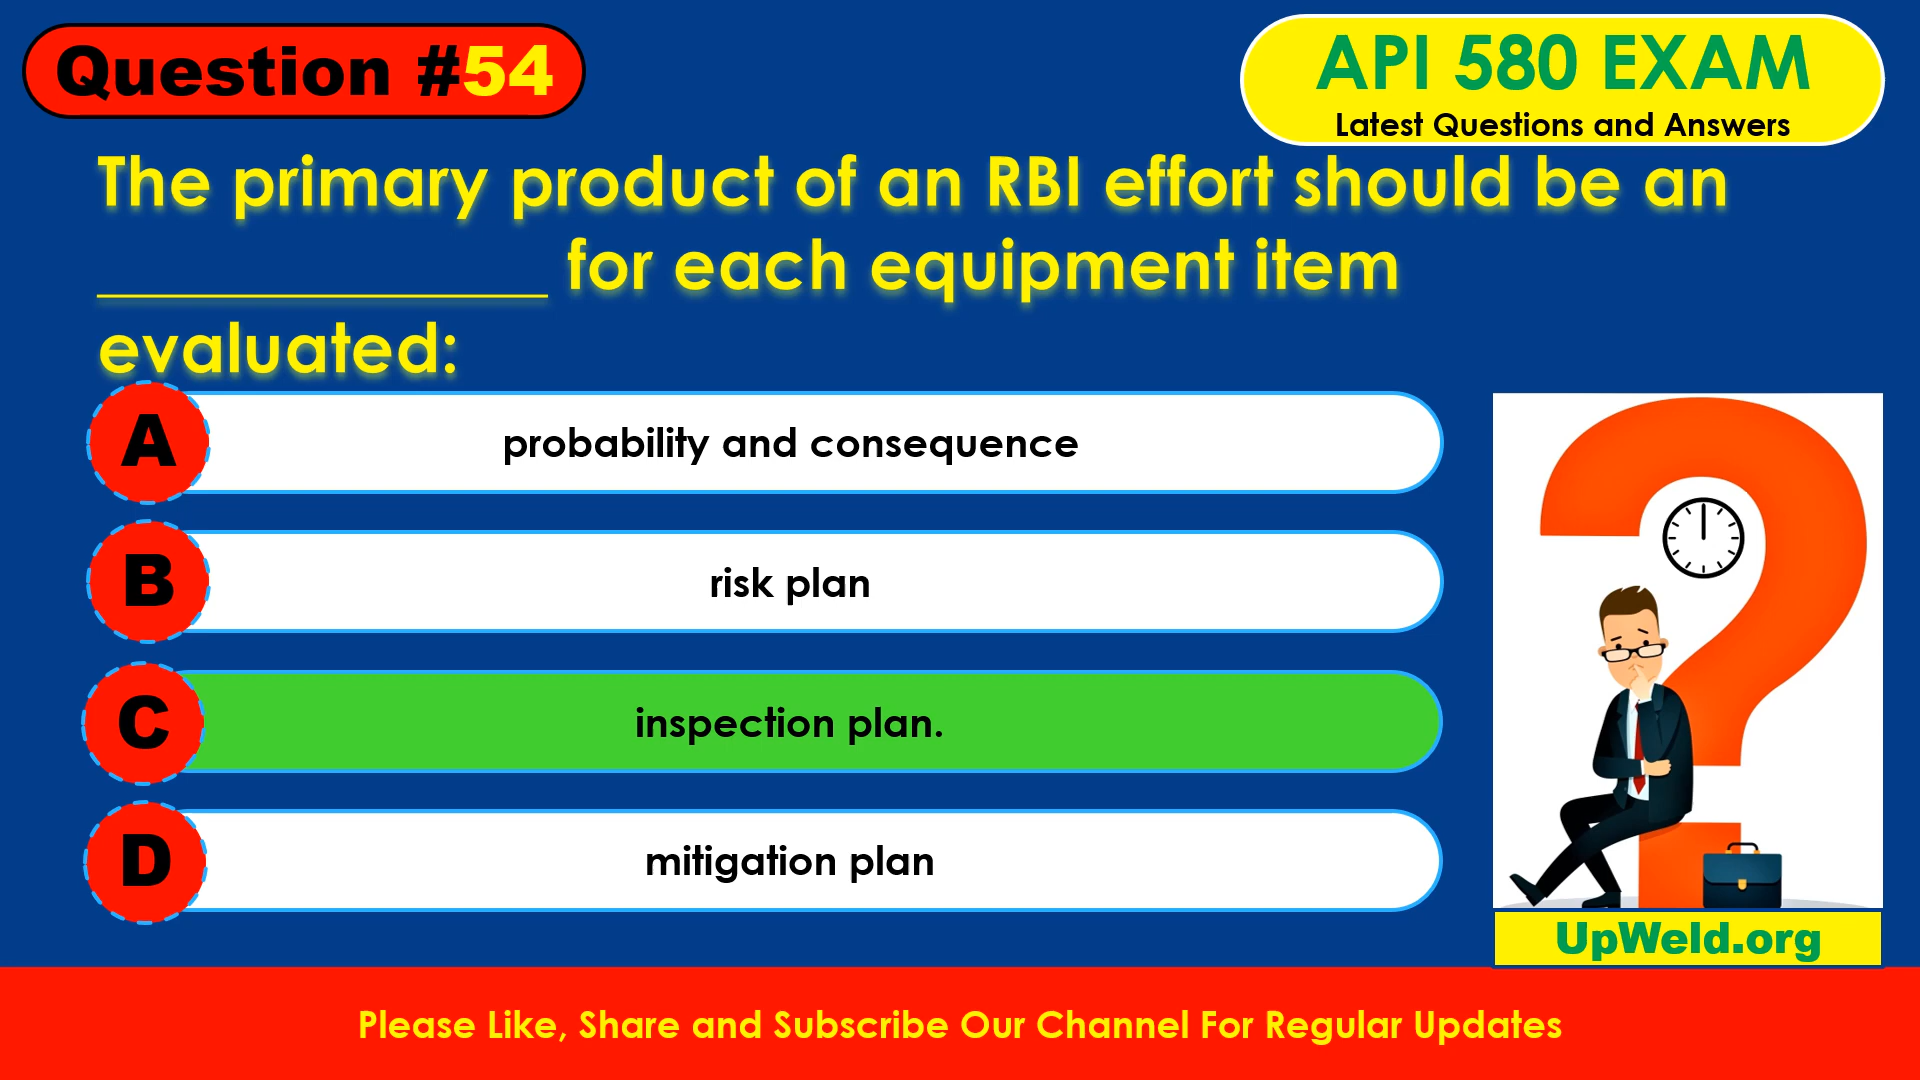 Question #54
API 580 EXAM
Latest Questions and Answers
The primary product of an RBI effort should be an
_______________ for each equipment item
evaluated:
A
probability and consequence
B
risk plan
C
inspection plan.
D
mitigation plan
UpWeld.org
Please Like, Share and Subscribe Our Channel For Regular Updates